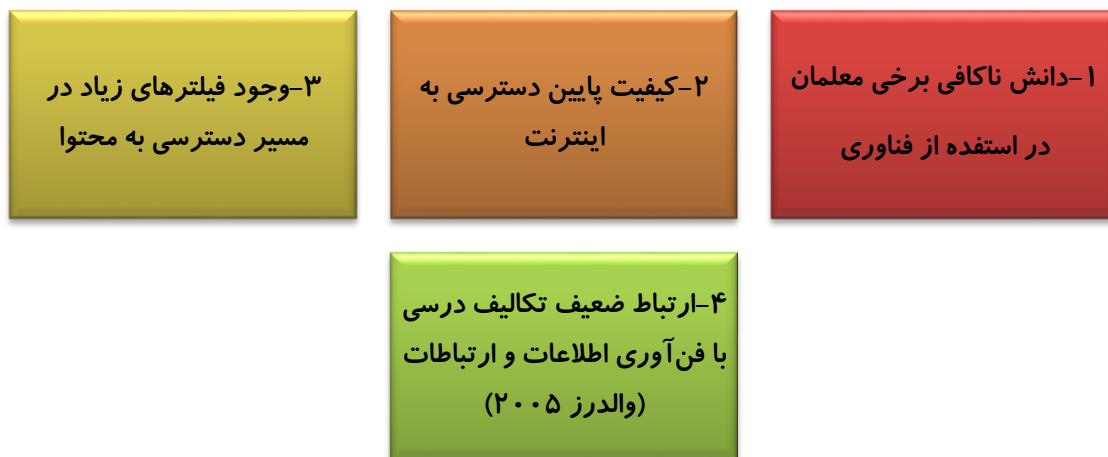 ۱-دانش ناکافی برخی معلمان
در استفده از فناوری
۲-کیفیت پایین دسترسی به
اینترنت
۳-وجود فیلترهای زیاد در
مسیر دسترسی به محتوا
۴-ارتباط ضعیف تکالیف درسی
با فن‌آوری اطلاعات و ارتباطات
(والدرز ۲۰۰۵)